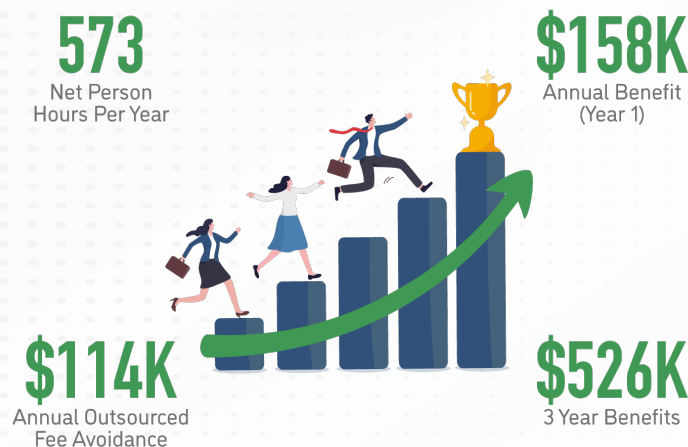 573
Net Person
Hours Per Year
$158K
Annual Benefit
(Year 1)
$114K
Annual Outsourced
Fee Avoidance
$526K
3 Year Benefits